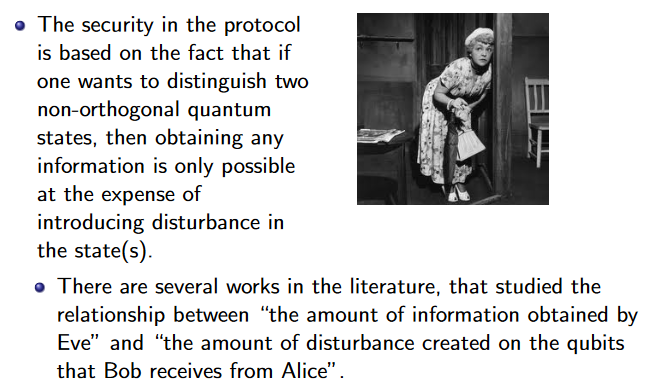 The security in the protocol
is based on the fact that if
one wants to distinguish two
non-orthogonal quantum
states, then obtaining any
information is only possible
at the expense of
introducing disturbance in
the state(s).
There are several works in the literature, that studied the
relationship between “the amount of information obtained by
Eve” and “the amount of disturbance created on the qubits
that Bob receives from Alice”.